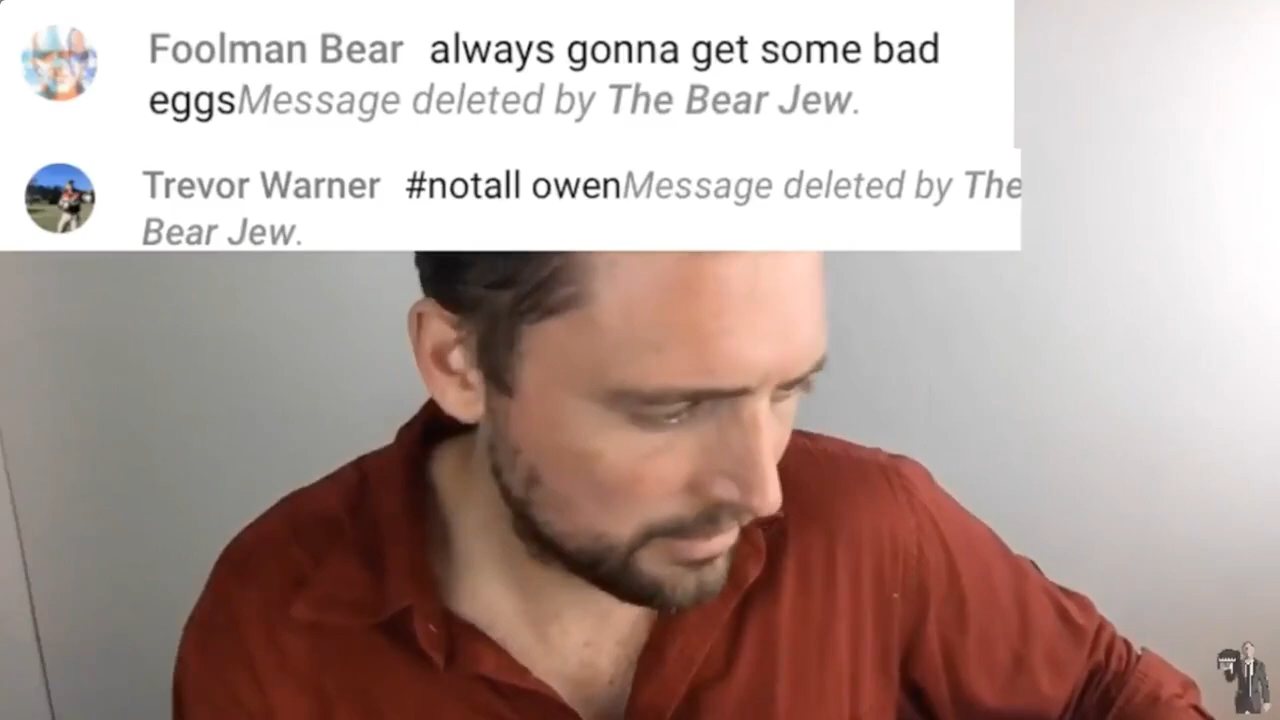 Foolman Bear always gonna get some bad
eggsMessage deleted by The Bear Jew.
Trevor Warner #notall owenMessage deleted by The
Bear Jew.